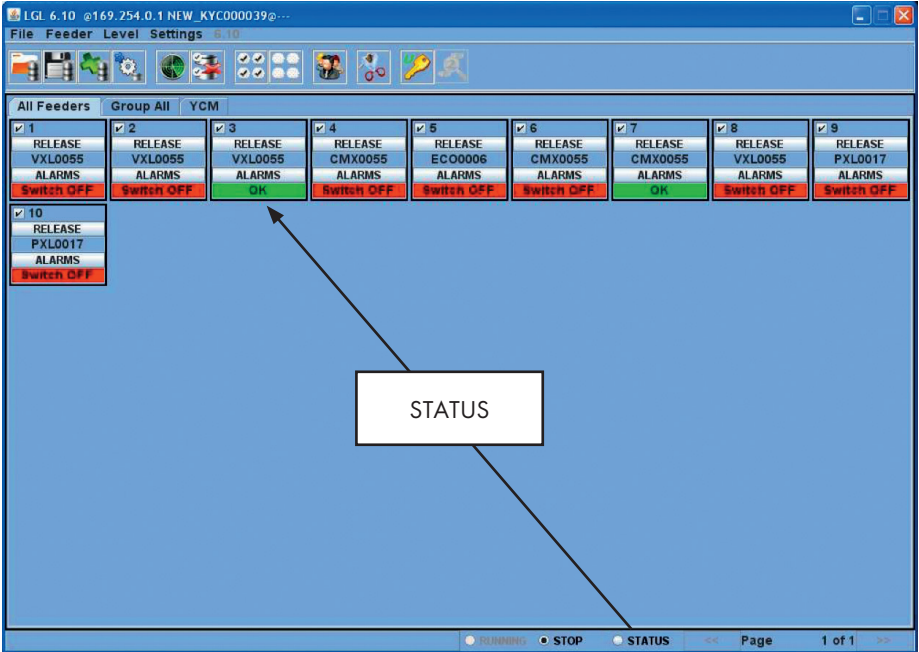 LGL 6.10 @169.254.0.1 NEW_KYC000039@...
File Feeder Level Settings 6.10
All Feeders Group All YCM
1 2 3 4 5 6 7 8 9
RELEASE RELEASE RELEASE RELEASE RELEASE RELEASE RELEASE RELEASE RELEASE
VXL0055 VXL0055 VXL0055 CMX0055 ECO0006 CMX0055 CMX0055 VXL0055 PXL0017
ALARMS ALARMS ALARMS ALARMS ALARMS ALARMS ALARMS ALARMS ALARMS
Switch OFF Switch OFF OK Switch OFF Switch OFF Switch OFF OK Switch OFF Switch OFF
10
RELEASE
PXL0017
ALARMS
Switch OFF
STATUS
RUNNING STOP STATUS << Page 1 of 1 >>